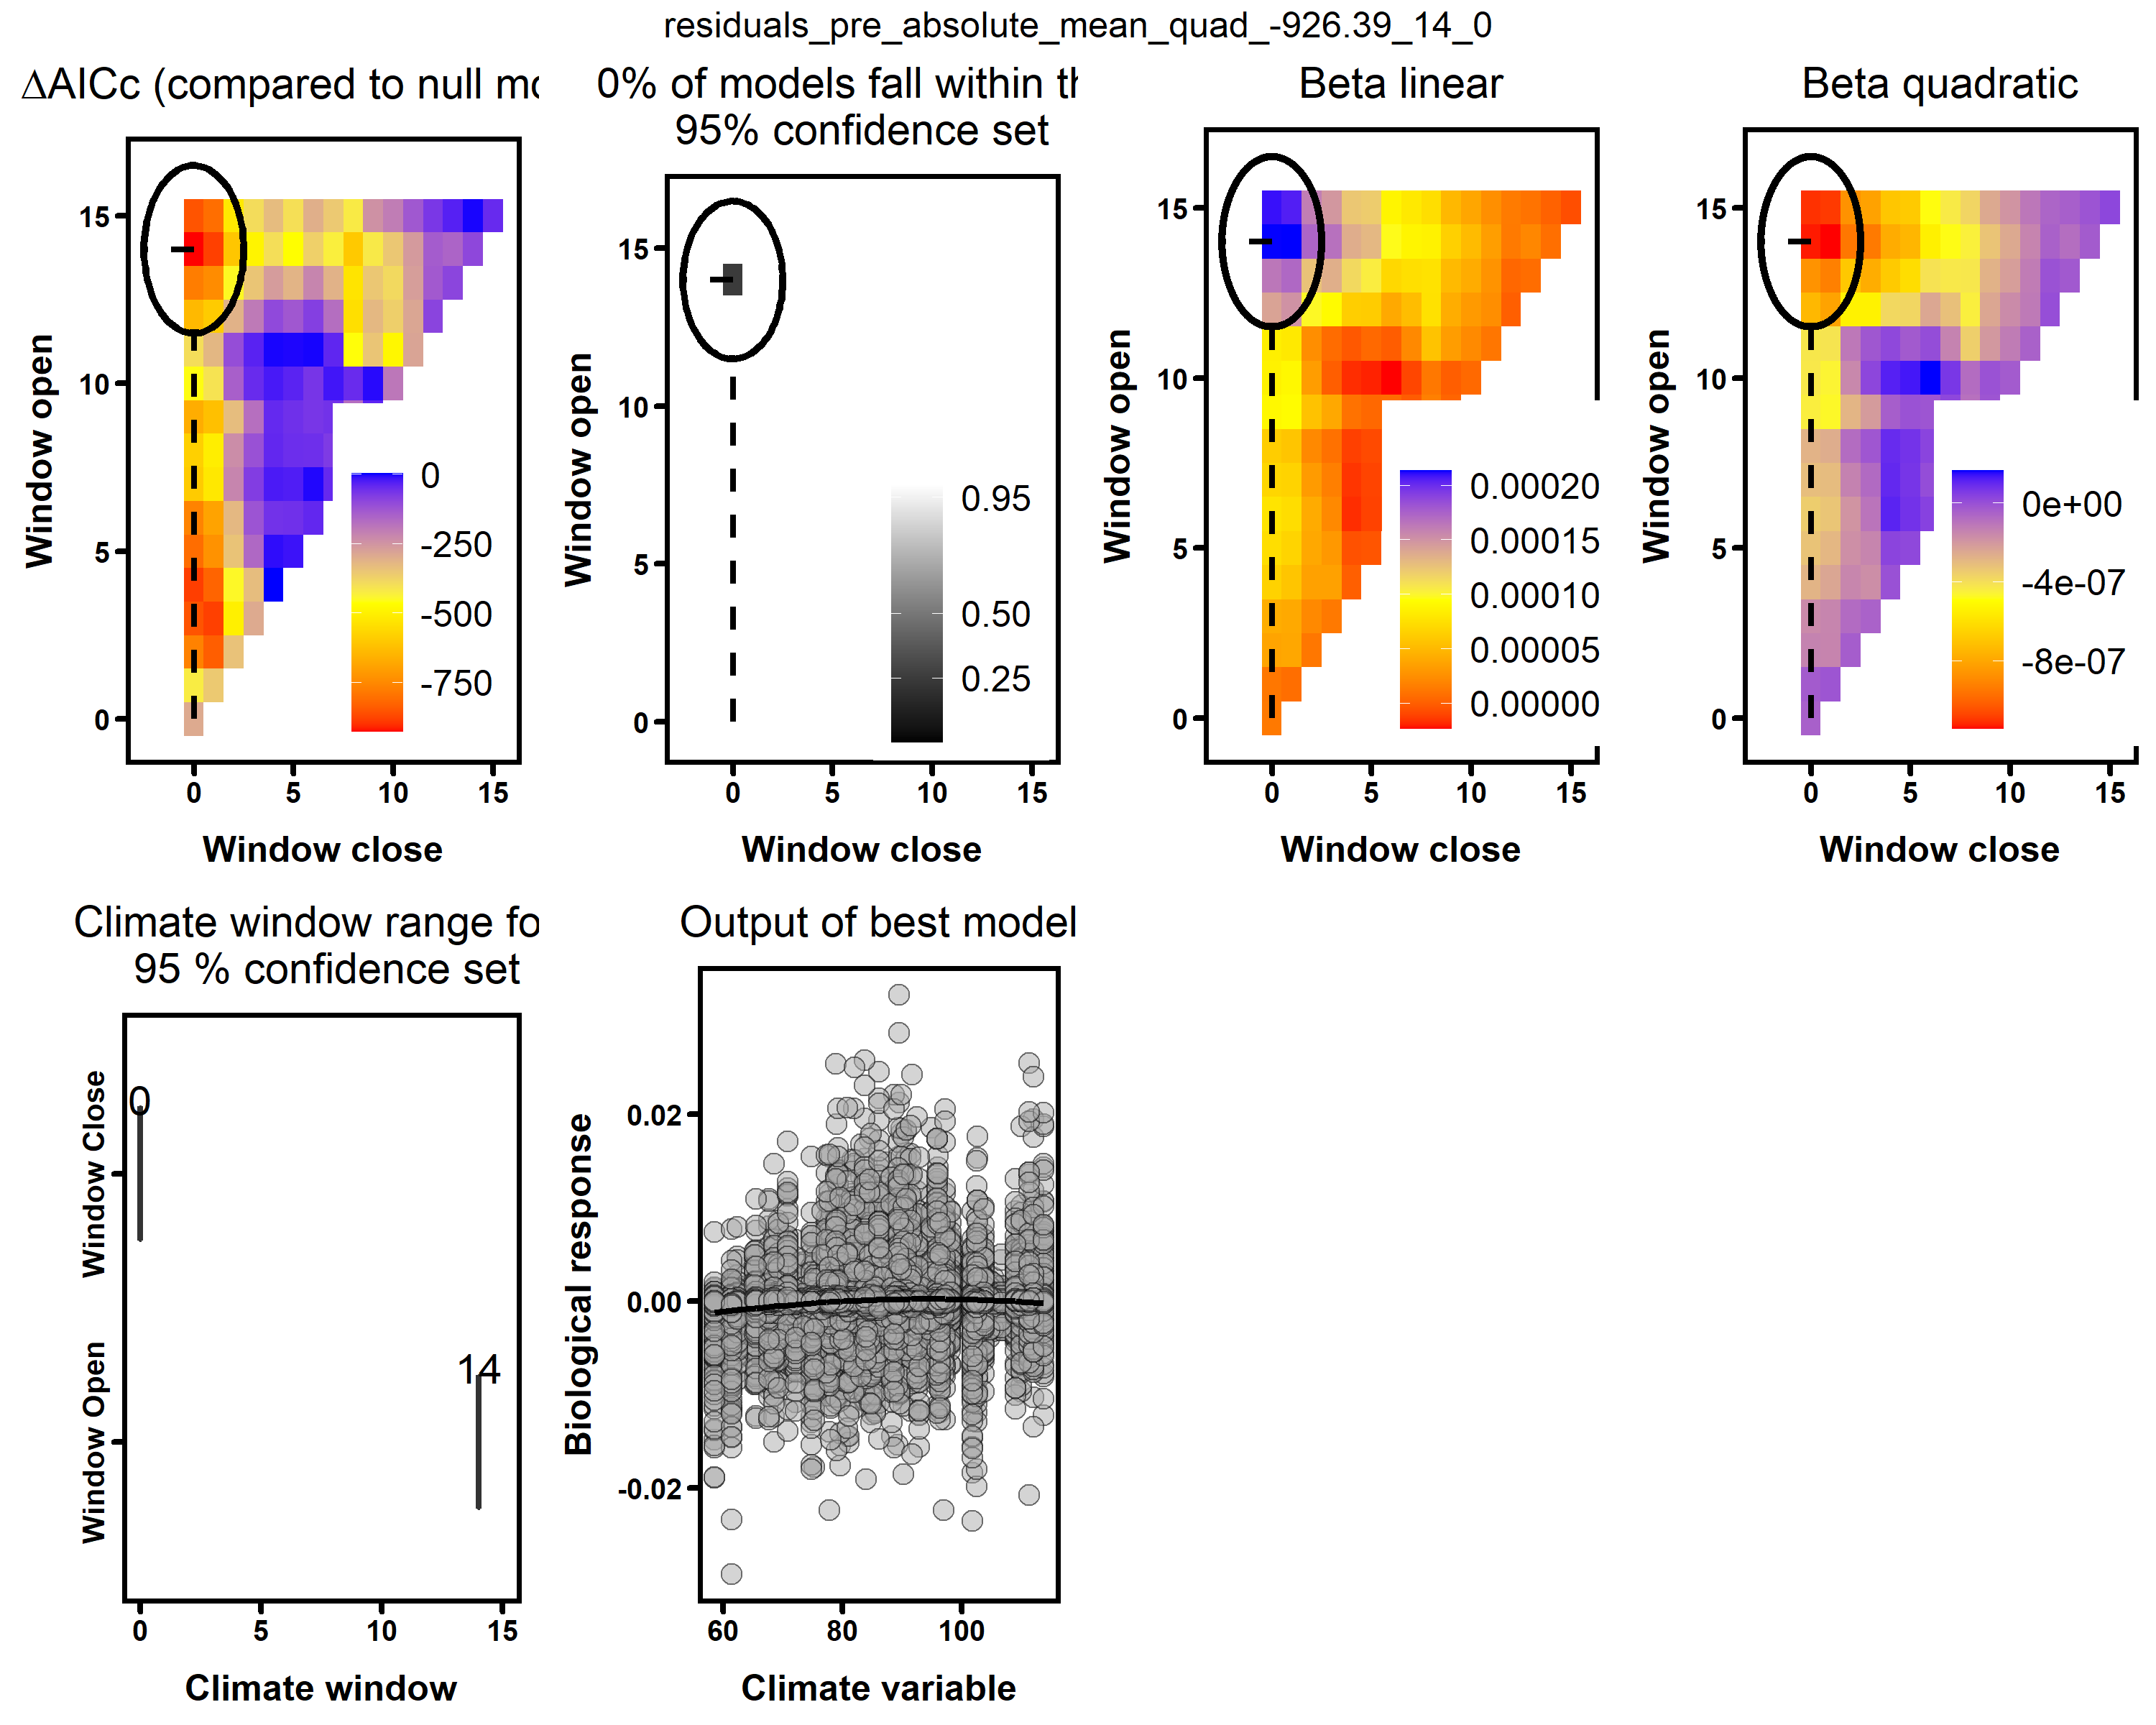 residuals_pre_absolute_mean_quad_-926.39_14_0
ΔAICc (compared to null mo
0% of models fall within th
95% confidence set
Beta linear
Beta quadratic
Window open
15
10
5
0
0
-250
-500
-750
0 5 10 15
Window close
Window open
15
10
5
0
0.95
0.50
0.25
0 5 10 15
Window close
Window open
15
10
5
0
0.00020
0.00015
0.00010
0.00005
0.00000
0 5 10 15
Window close
Window open
15
10
5
0
0e+00
-4e-07
-8e-07
0 5 10 15
Window close
Climate window range fo
95 % confidence set
Window Close
0
Window Open
14
0 5 10 15
Climate window
Output of best model
Biological response
0.02
0.00
-0.02
60 80 100
Climate variable